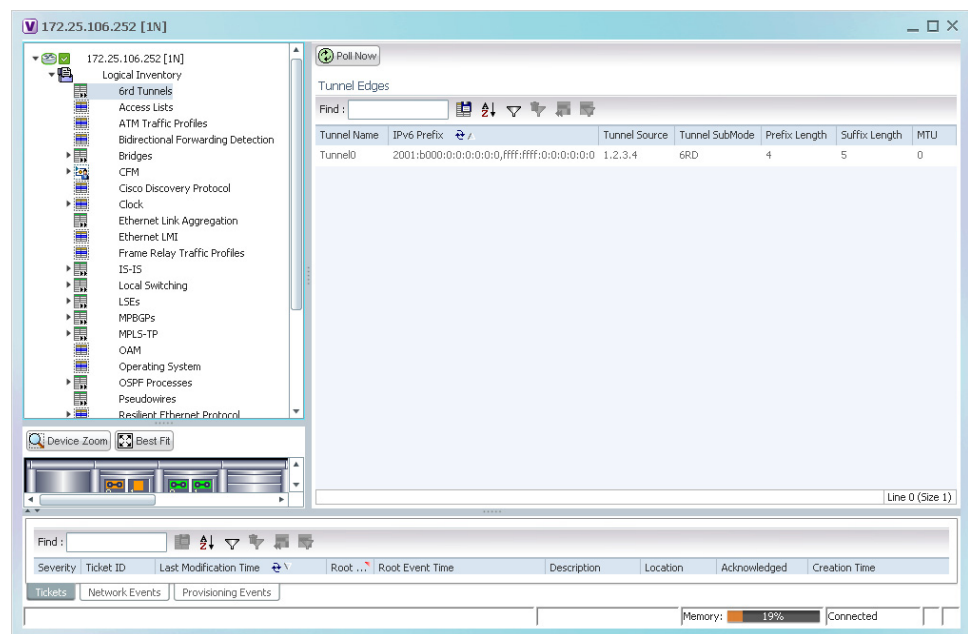 172.25.106.252 [1N]
172.25.106.252 [1N]
Logical Inventory
6rd Tunnels
Access Lists
ATM Traffic Profiles
Bidirectional Forwarding Detection
Bridges
CFM
Cisco Discovery Protocol
Clock
Ethernet Link Aggregation
Ethernet LMI
Frame Relay Traffic Profiles
IS-IS
Local Switching
LSEs
MPBGPs
MPLS-TP
OAM
Operating System
OSPF Processes
Pseudowires
Resilient Ethernet Protocol
Device Zoom Best Fit
Poll Now
Tunnel Edges
Find :
Tunnel Name IPv6 Prefix Tunnel Source Tunnel SubMode Prefix Length Suffix Length MTU
Tunnel0 2001:b000:0:0:0:0:0:0,ffff:ffff:0:0:0:0:0:0 1.2.3.4 6RD 4 5 0
Line 0 (Size 1)
Find :
Severity Ticket ID Last Modification Time Root ... Root Event Time Description Location Acknowledged Creation Time
Tickets Network Events Provisioning Events
Memory: 19% Connected